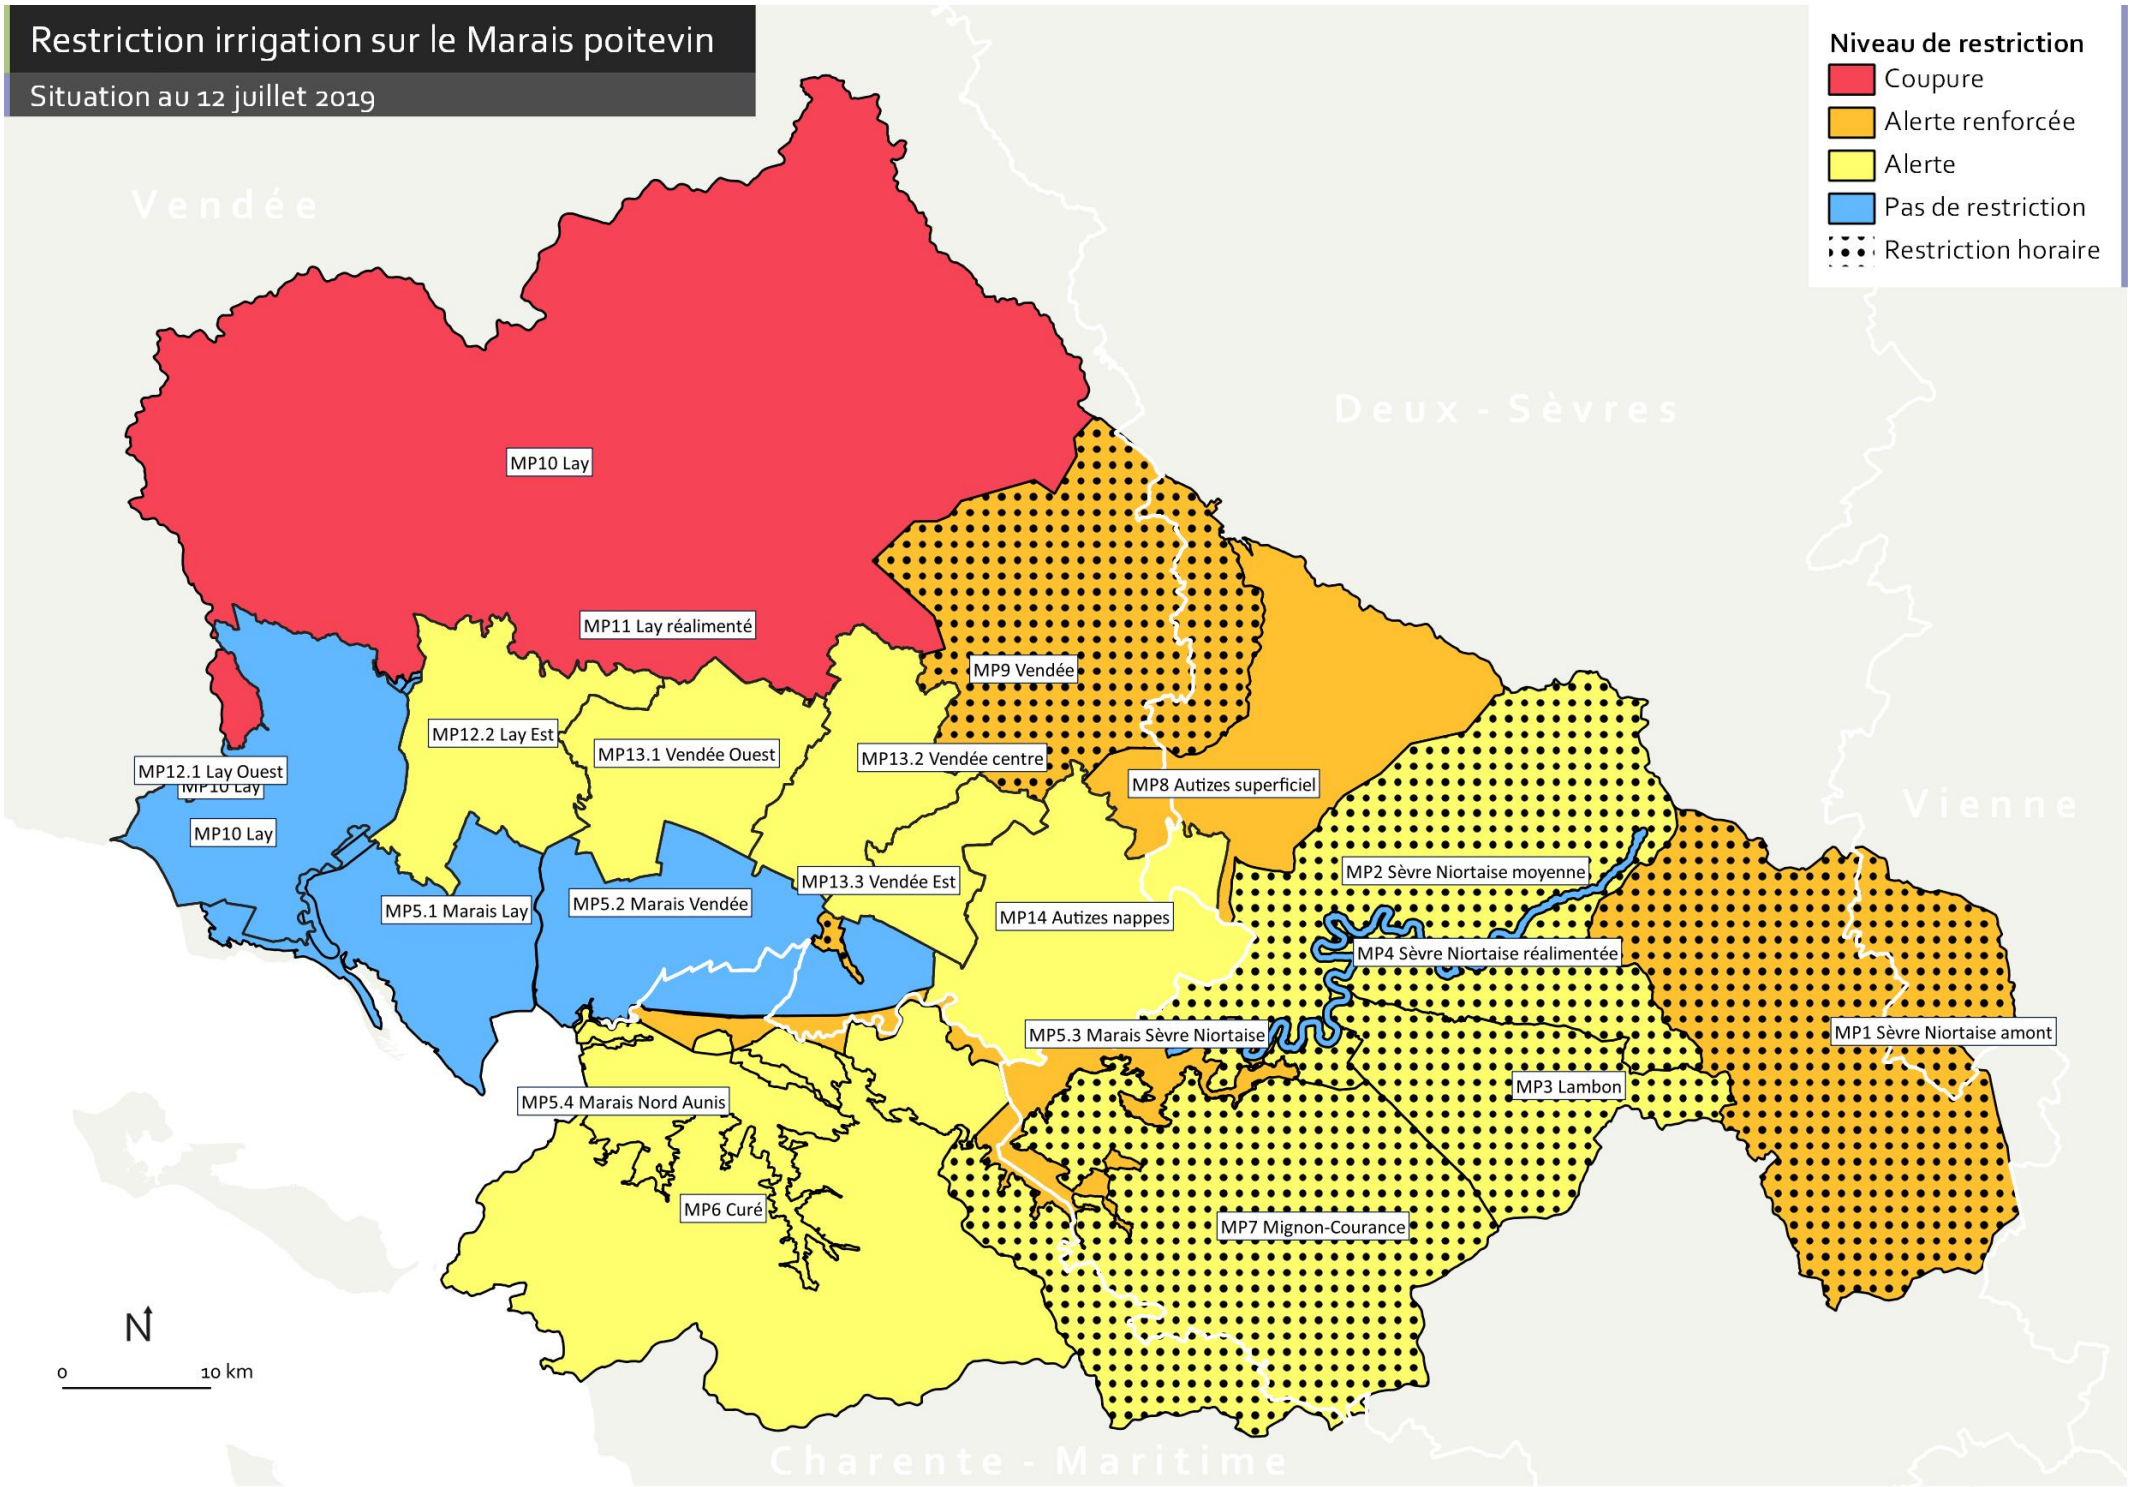 Restriction irrigation sur le Marais poitevin
Situation au 12 juillet 2019
Niveau de restriction
Coupure
Alerte renforcée
Alerte
Pas de restriction
Restriction horaire
Vendée
Deux - Sèvres
Vienne
Charente - Maritime
MP10 Lay
MP11 Lay réalimenté
MP9 Vendée
MP12.2 Lay Est
MP13.1 Vendée Ouest
MP13.2 Vendée centre
MP12.1 Lay Ouest
MP10 Lay
MP10 Lay
MP8 Autizes superficiel
MP13.3 Vendée Est
MP2 Sèvre Niortaise moyenne
MP5.1 Marais Lay
MP5.2 Marais Vendée
MP14 Autizes nappes
MP4 Sèvre Niortaise réalimentée
MP5.3 Marais Sèvre Niortaise
MP1 Sèvre Niortaise amont
MP3 Lambon
MP5.4 Marais Nord Aunis
MP6 Curé
MP7 Mignon-Courance
N
0 10 km